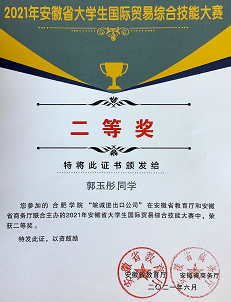 2021年安徽省大学生国际贸易综合技能大赛
二等奖
特将此证书颁发给
郭玉彤同学
您参加的 合肥学院 “皖诚进出口公司” 在安徽省教育厅和安徽
省商务厅联合主办的2021年安徽省大学生国际贸易综合技能大赛中，荣
获二等奖。
特发此证，以资鼓励
安徽省教育厅 安徽省商务厅
二〇二一年六月